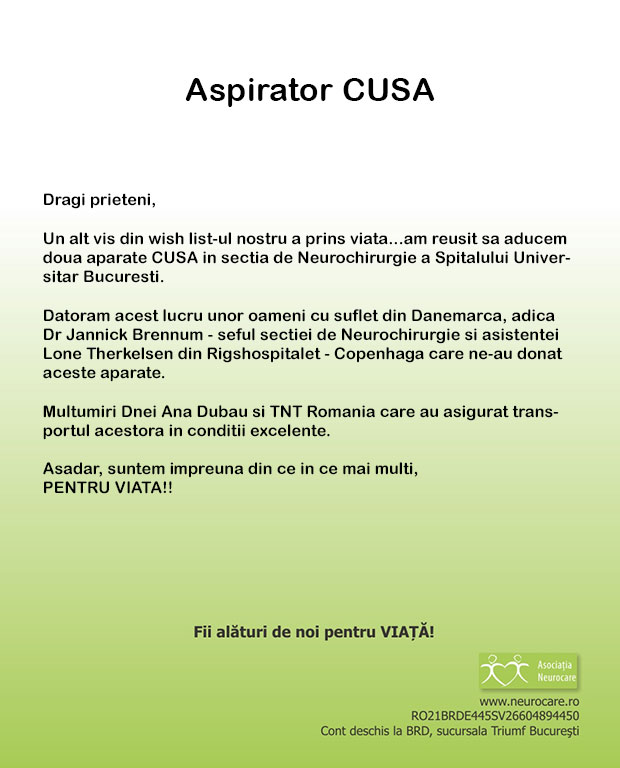 Aspirator CUSA
Dragi prieteni,
Un alt vis din wish list-ul nostru a prins viata...am reusit sa aducem
doua aparate CUSA in sectia de Neurochirurgie a Spitalului Univer-
sitar Bucuresti.
Datoram acest lucru unor oameni cu suflet din Danemarca, adica
Dr Jannick Brennum - seful sectiei de Neurochirurgie si asistentei
Lone Therkelsen din Rigshospitalet - Copenhaga care ne-au donat
aceste aparate.
Multumiri Dnei Ana Dubau si TNT Romania care au asigurat trans-
portul acestora in conditii excelente.
Asadar, suntem impreuna din ce in ce mai multi,
PENTRU VIATA!!
Fii alături de noi pentru VIAȚĂ!
Asociația
Neurocare
www.neurocare.ro
RO21BRDE445SV26604894450
Cont deschis la BRD, sucursala Triumf Bucureşti